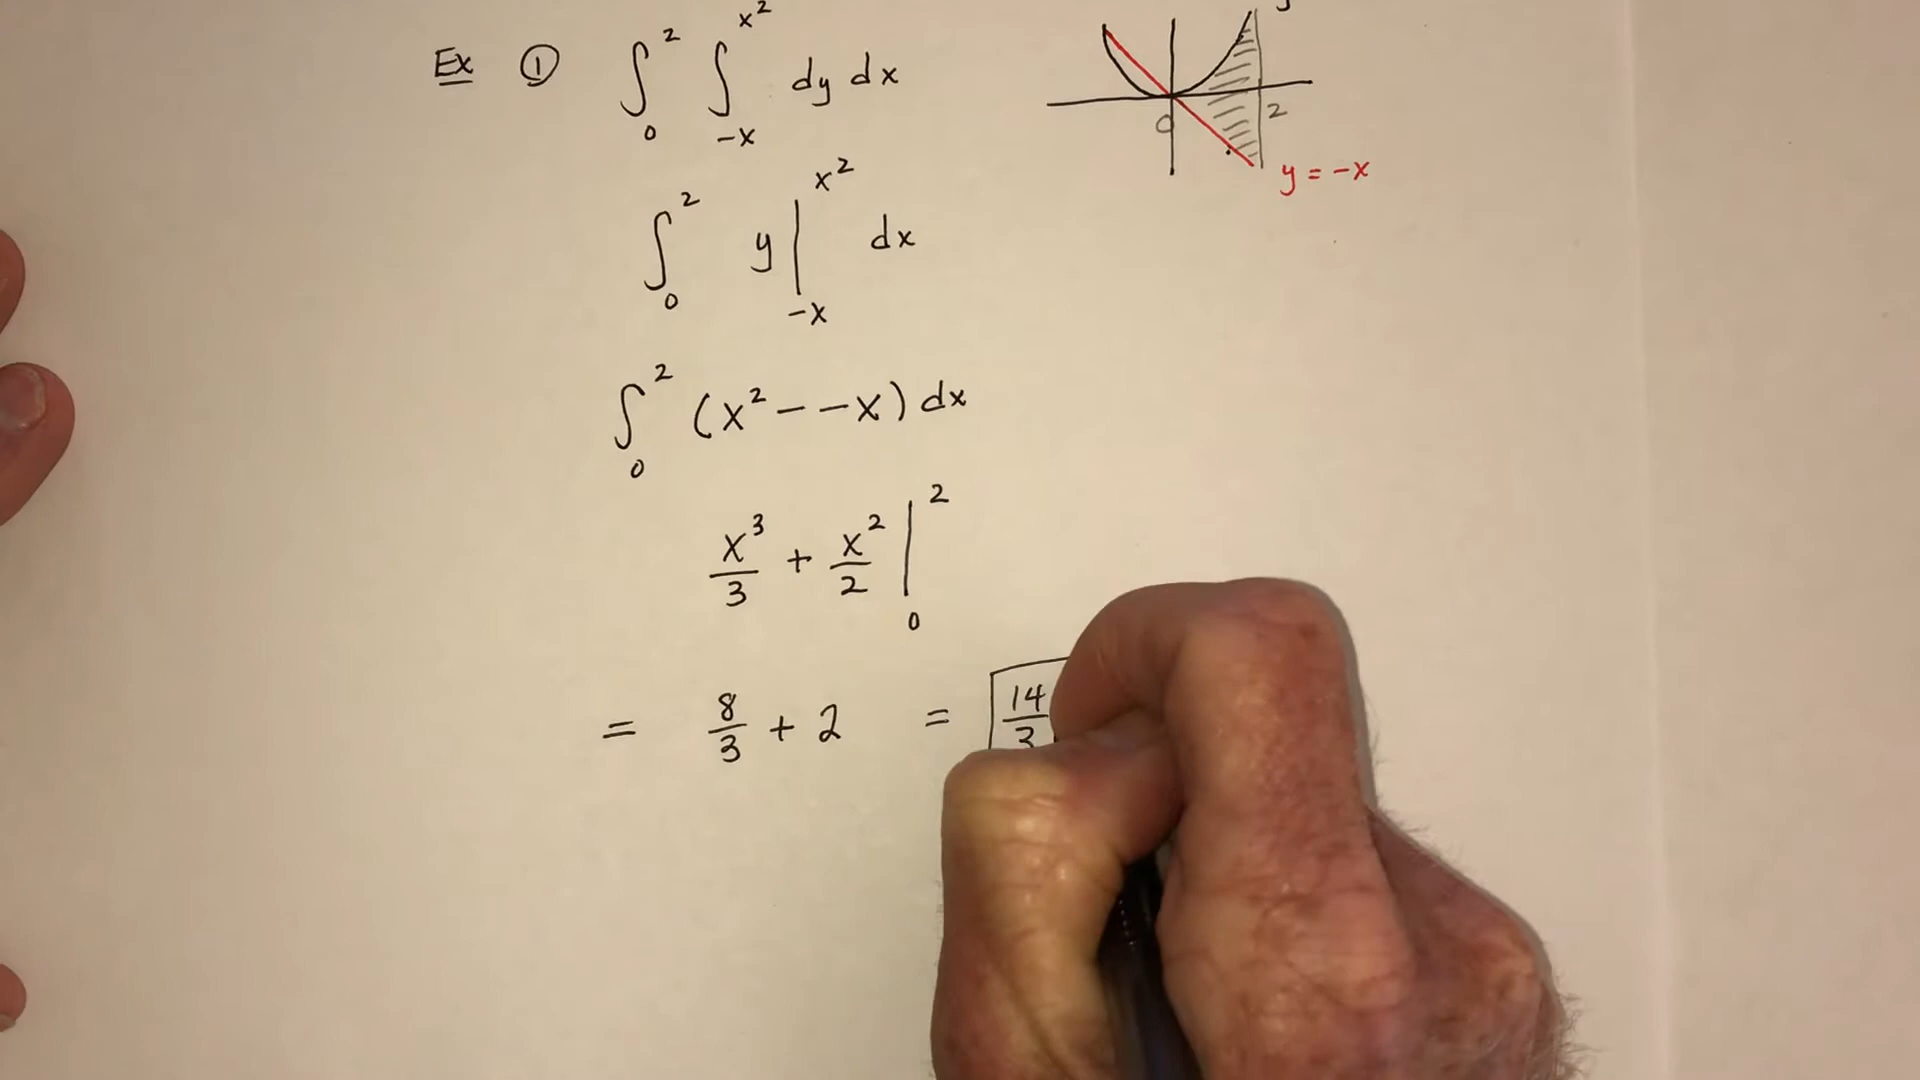 Ex ① ∫₀² ∫₋ₓ^(x²) dy dx
0 2
y = -x
∫₀² y |₋ₓ^(x²) dx
∫₀² (x² - -x) dx
x³/3 + x²/2 |₀²
= 8/3 + 2 = 14/3